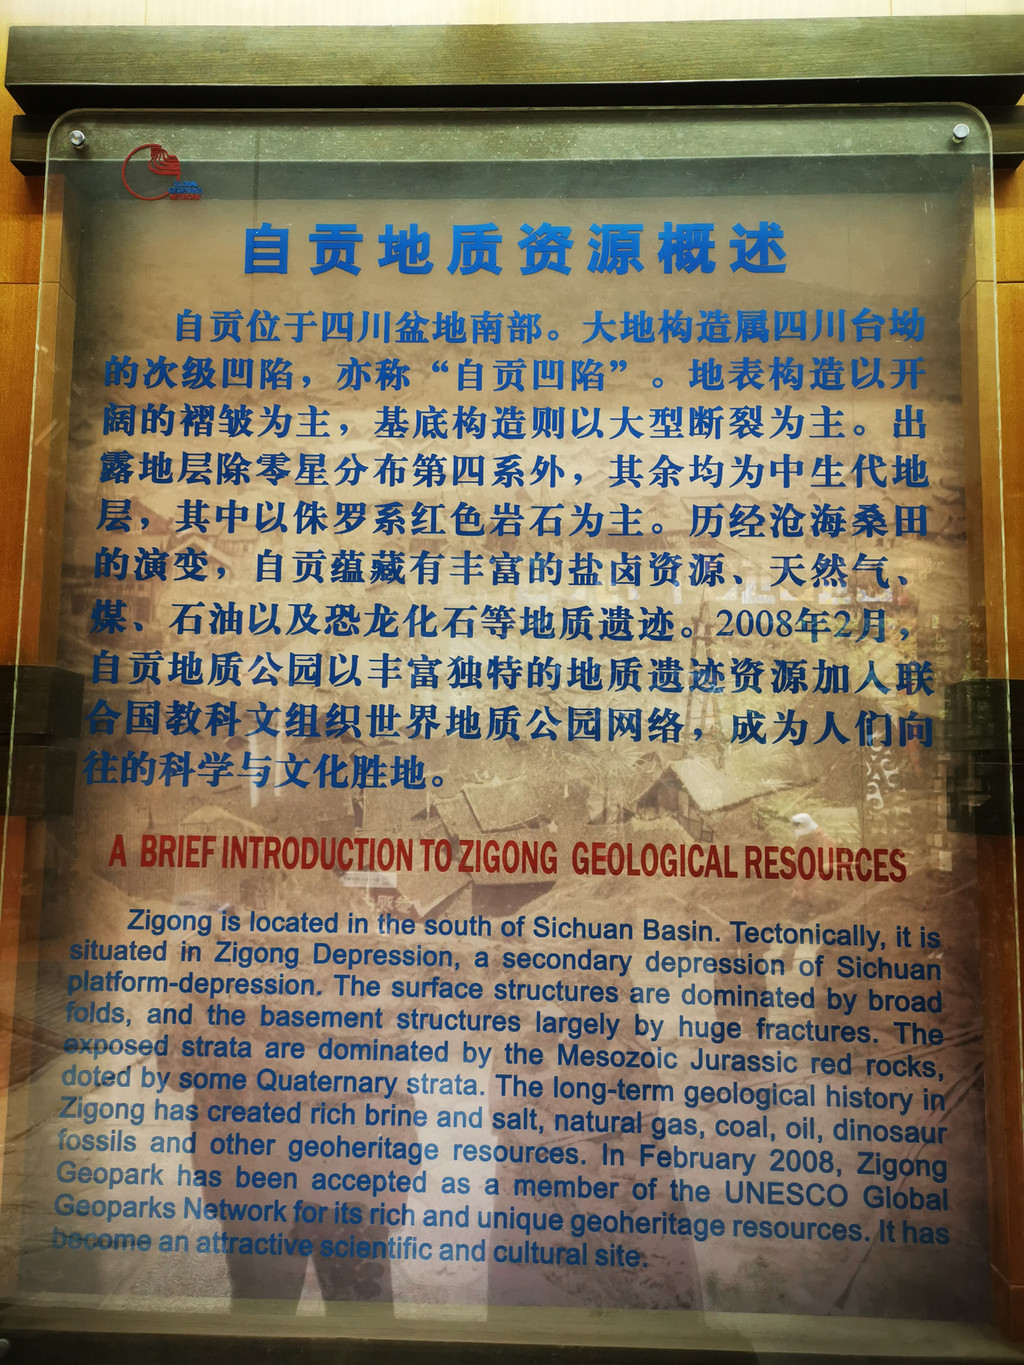 自贡地质资源概述
自贡位于四川盆地南部。大地构造属四川台坳
的次级凹陷，亦称“自贡凹陷”。地表构造以开
阔的褶皱为主，基底构造则以大型断裂为主。出
露地层除零星分布第四系外，其余均为中生代地
层，其中以侏罗系红色岩石为主。历经沧海桑田
的演变，自贡蕴藏有丰富的盐卤资源、天然气、
煤、石油以及恐龙化石等地质遗迹。2008年2月，
自贡地质公园以丰富独特的地质遗迹资源加入联
合国教科文组织世界地质公园网络，成为人们向
往的科学与文化胜地。
A BRIEF INTRODUCTION TO ZIGONG GEOLOGICAL RESOURCES
Zigong is located in the south of Sichuan Basin. Tectonically, it is
situated in Zigong Depression, a secondary depression of Sichuan
platform-depression. The surface structures are dominated by broad
folds, and the basement structures largely by huge fractures. The
exposed strata are dominated by the Mesozoic Jurassic red rocks,
doted by some Quaternary strata. The long-term geological history in
Zigong has created rich brine and salt, natural gas, coal, oil, dinosaur
fossils and other geoheritage resources. In February 2008, Zigong
Geopark has been accepted as a member of the UNESCO Global
Geoparks Network for its rich and unique geoheritage resources. It has
become an attractive scientific and cultural site.